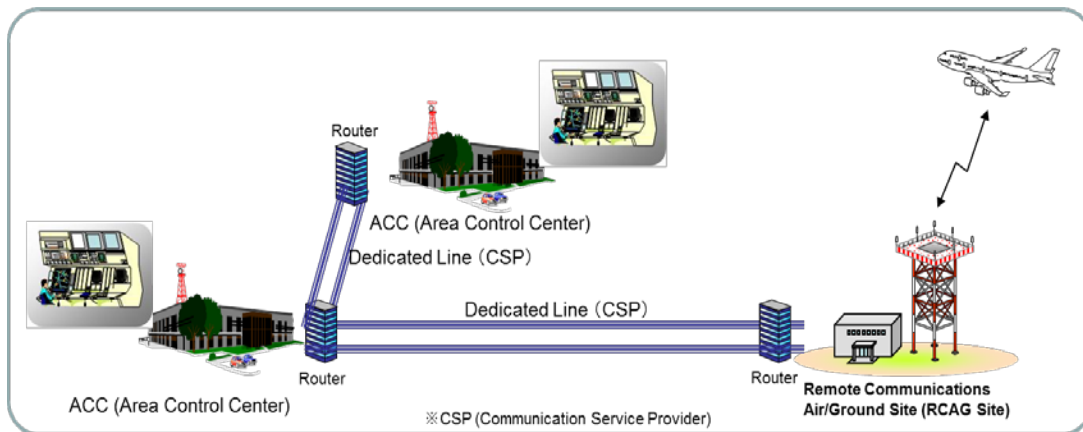 Router
ACC (Area Control Center)
Dedicated Line（CSP）
Dedicated Line（CSP）
Router
Router
ACC (Area Control Center)
Remote Communications
Air/Ground Site (RCAG Site)
※CSP (Communication Service Provider)